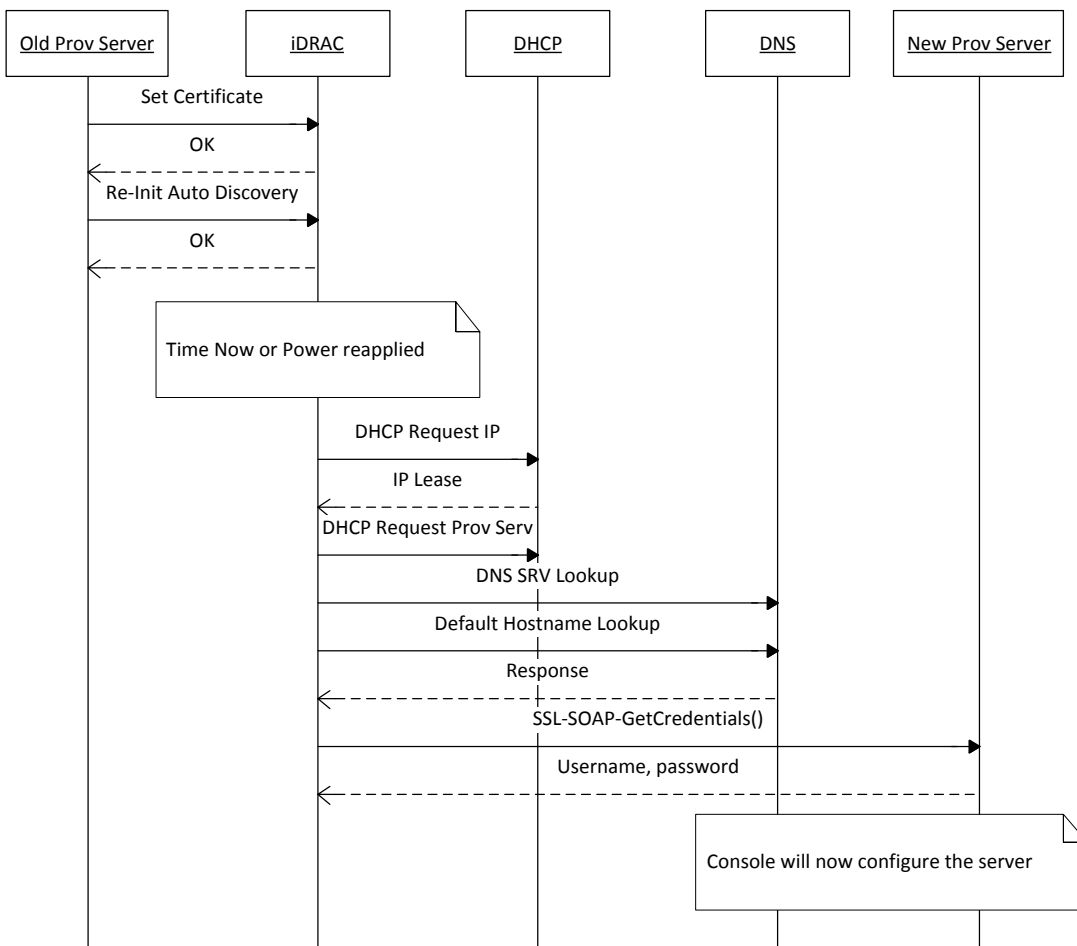 Old Prov Server
iDRAC
DHCP
DNS
New Prov Server
Set Certificate
OK
Re-Init Auto Discovery
OK
Time Now or Power reapplied
DHCP Request IP
IP Lease
DHCP Request Prov Serv
DNS SRV Lookup
Default Hostname Lookup
Response
SSL-SOAP-GetCredentials()
Username, password
Console will now configure the server